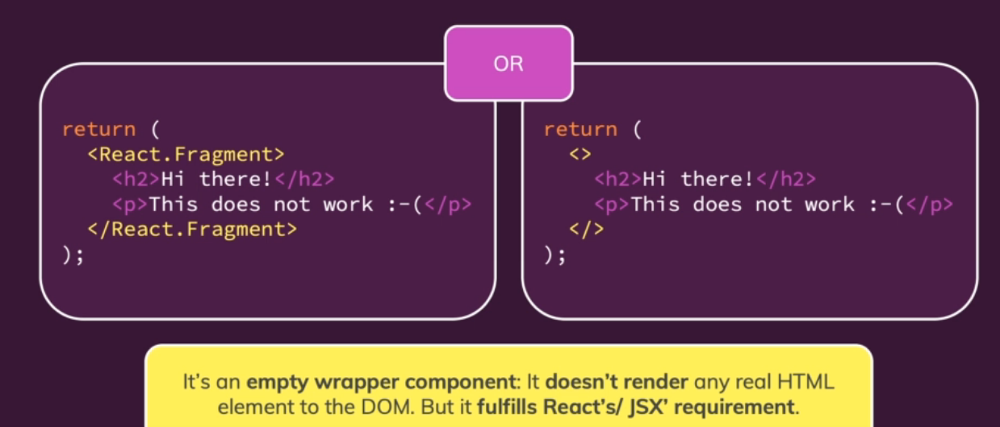 OR
return (
<React.Fragment>
<h2>Hi there!</h2>
<p>This does not work :-(</p>
</React.Fragment>
);
return (
<>
<h2>Hi there!</h2>
<p>This does not work :-(</p>
</>
);
It's an empty wrapper component: It doesn't render any real HTML
element to the DOM. But it fulfills React's/ JSX' requirement.